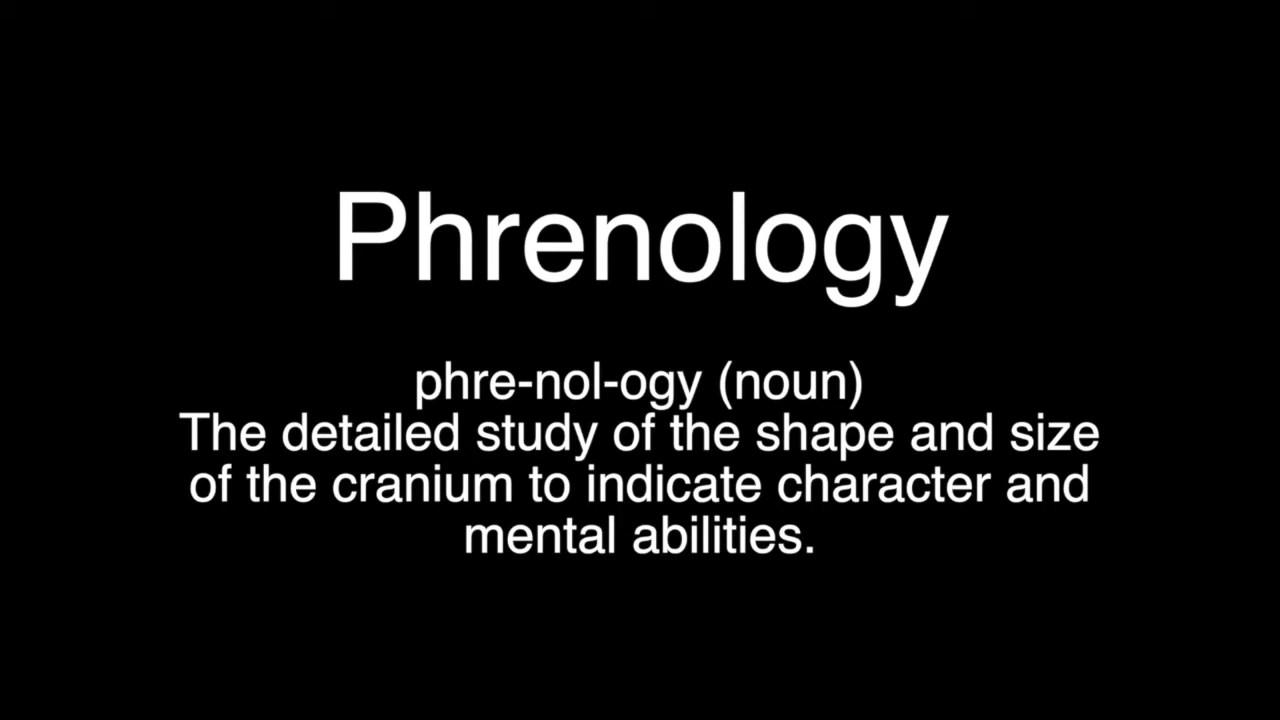 Phrenology
phre-nol-ogy (noun)
The detailed study of the shape and size
of the cranium to indicate character and
mental abilities.